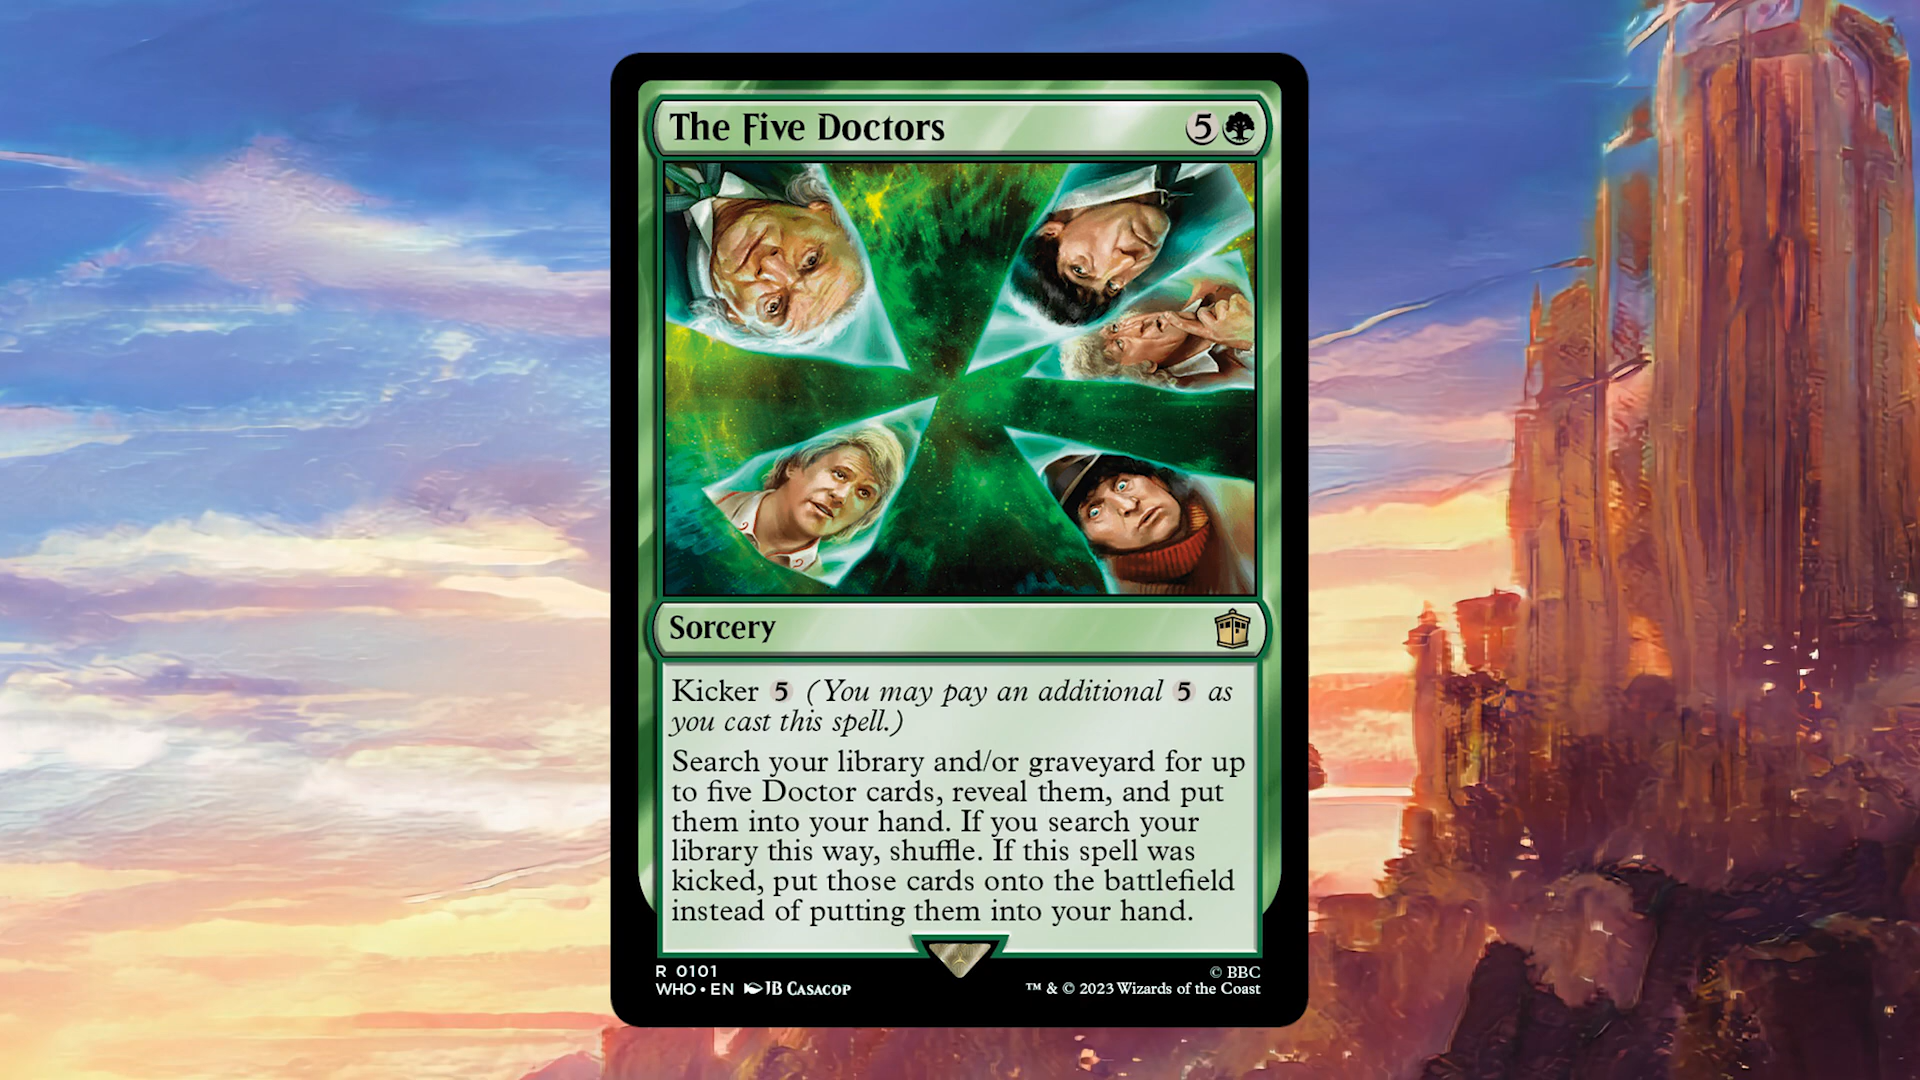 The Five Doctors 5
Sorcery
Kicker 5 (You may pay an additional 5 as
you cast this spell.)
Search your library and/or graveyard for up
to five Doctor cards, reveal them, and put
them into your hand. If you search your
library this way, shuffle. If this spell was
kicked, put those cards onto the battlefield
instead of putting them into your hand.
R 0101
WHO • EN JB Casacop
© BBC
™ & © 2023 Wizards of the Coast